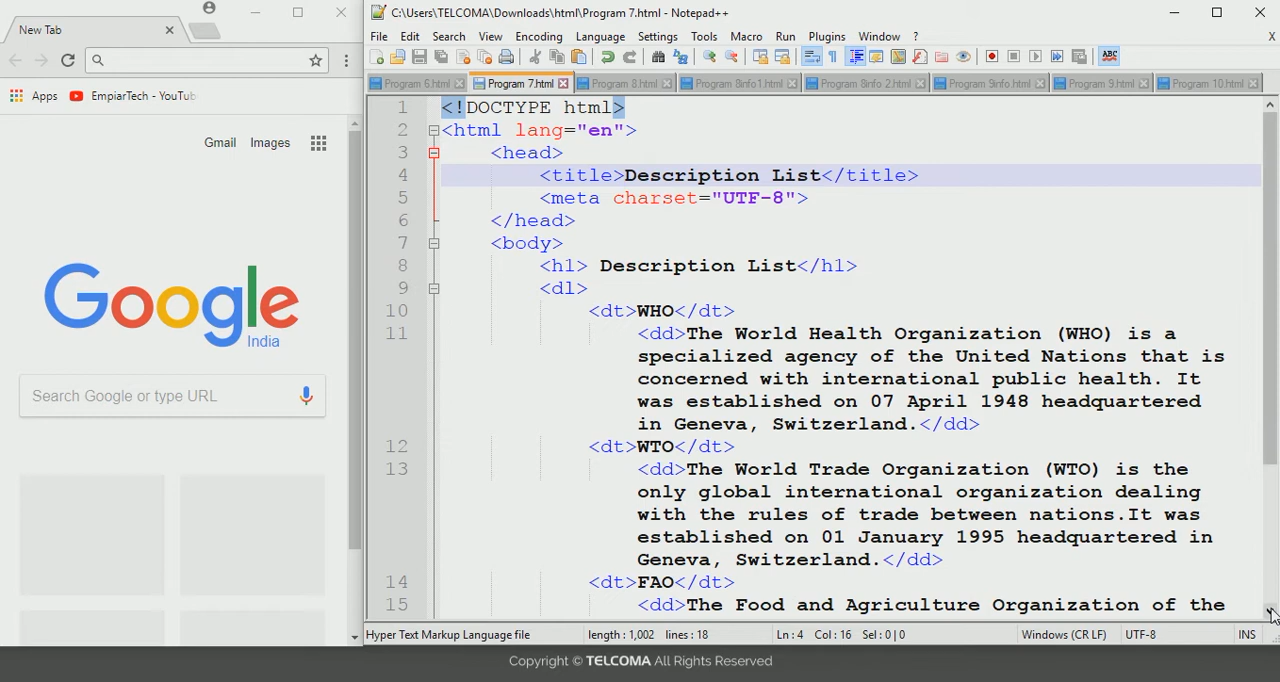 New Tab
Apps EmpiarTech - YouTub
Gmail Images
Google
India
Search Google or type URL
C:\Users\TELCOMA\Downloads\html\Program 7.html - Notepad++
File Edit Search View Encoding Language Settings Tools Macro Run Plugins Window ? X
ABC
Program 6.html Program 7.html Program 8.html Program 8info1.html Program 8info 2.html Program 9info.html Program 9.html Program 10.html
1 <!DOCTYPE html>
2 <html lang="en">
3 <head>
4 <title>Description List</title>
5 <meta charset="UTF-8">
6 </head>
7 <body>
8 <h1> Description List</h1>
9 <dl>
10 <dt>WHO</dt>
11 <dd>The World Health Organization (WHO) is a
specialized agency of the United Nations that is
concerned with international public health. It
was established on 07 April 1948 headquartered
in Geneva, Switzerland.</dd>
12 <dt>WTO</dt>
13 <dd>The World Trade Organization (WTO) is the
only global international organization dealing
with the rules of trade between nations.It was
established on 01 January 1995 headquartered in
Geneva, Switzerland.</dd>
14 <dt>FAO</dt>
15 <dd>The Food and Agriculture Organization of the
Hyper Text Markup Language file length : 1,002 lines : 18 Ln : 4 Col : 16 Sel : 0 | 0 Windows (CR LF) UTF-8 INS
Copyright © TELCOMA All Rights Reserved